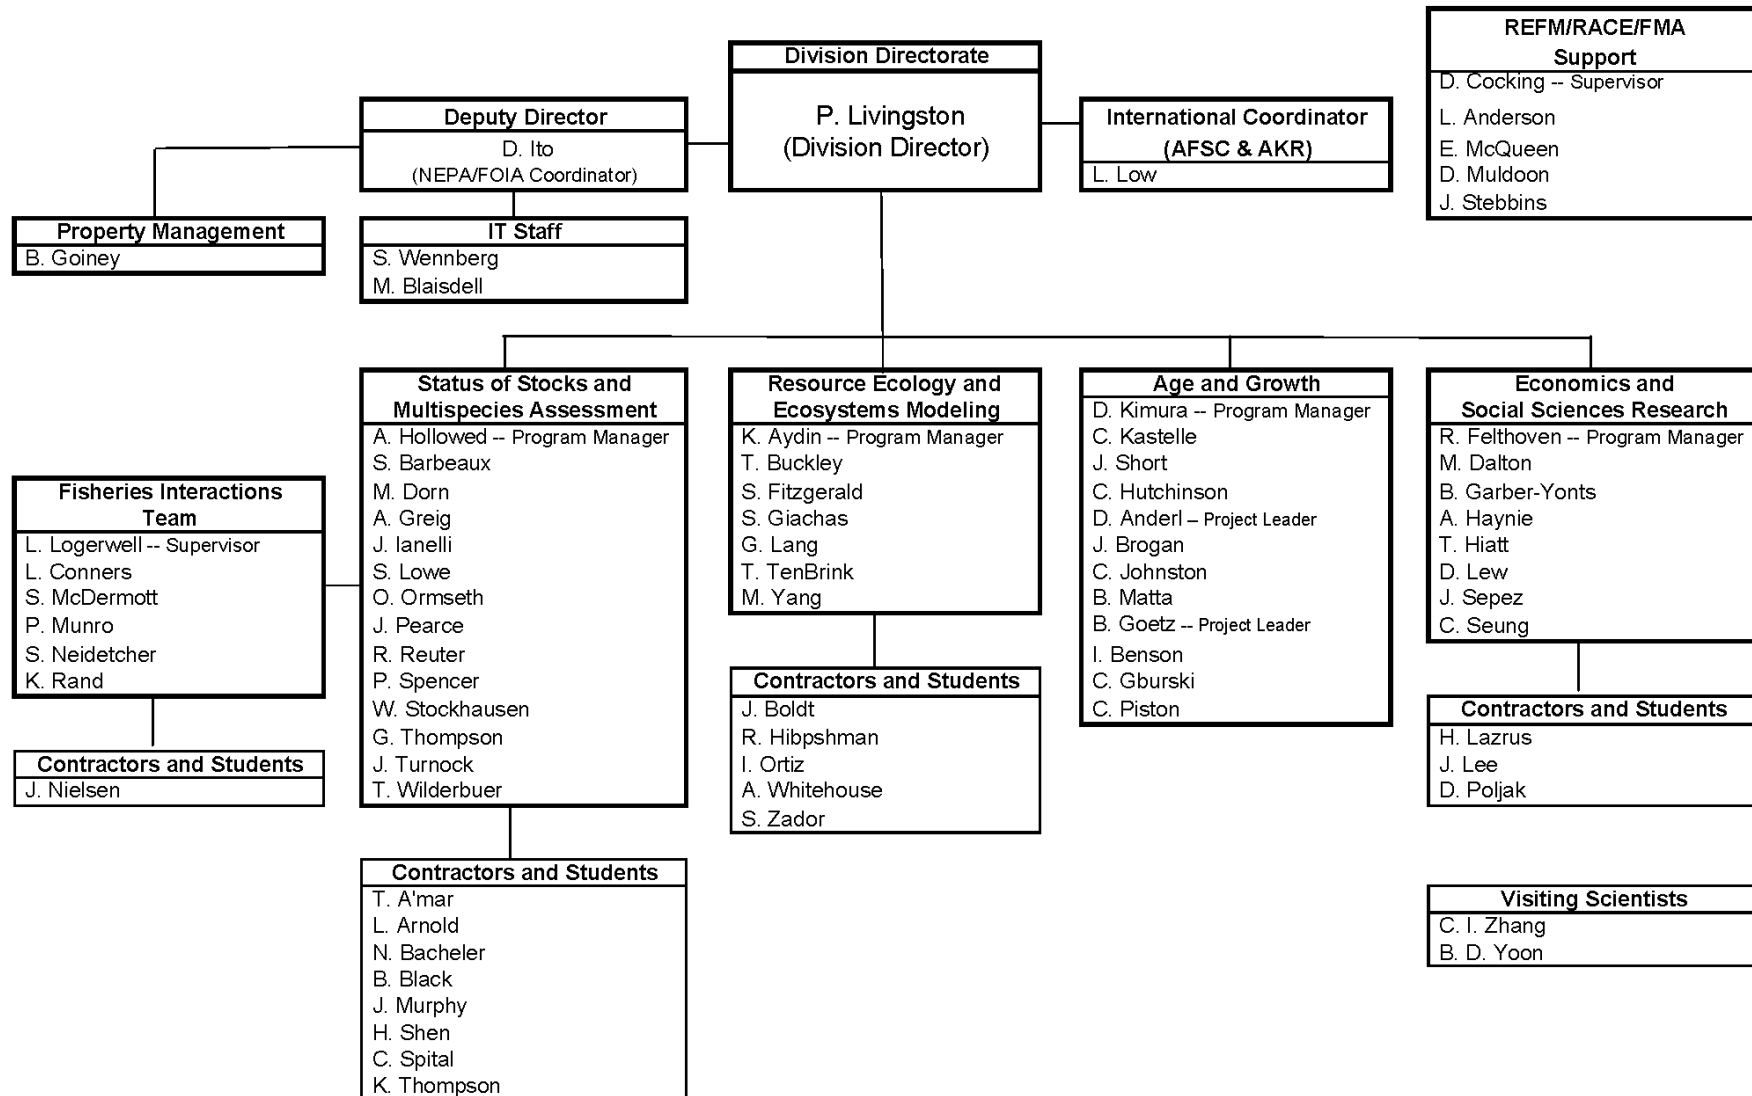 Division Directorate
P. Livingston
(Division Director)
Deputy Director
D. Ito
(NEPA/FOIA Coordinator)
International Coordinator
(AFSC & AKR)
L. Low
REFM/RACE/FMA
Support
D. Cocking -- Supervisor
L. Anderson
E. McQueen
D. Muldoon
J. Stebbins
Property Management
B. Goiney
IT Staff
S. Wennberg
M. Blaisdell
Fisheries Interactions
Team
L. Logerwell -- Supervisor
L. Conners
S. McDermott
P. Munro
S. Neidetcher
K. Rand
Contractors and Students
J. Nielsen
Status of Stocks and
Multispecies Assessment
A. Hollowed -- Program Manager
S. Barbeaux
M. Dorn
A. Greig
J. Ianelli
S. Lowe
O. Ormseth
J. Pearce
R. Reuter
P. Spencer
W. Stockhausen
G. Thompson
J. Turnock
T. Wilderbuer
Contractors and Students
T. A'mar
L. Arnold
N. Bacheler
B. Black
J. Murphy
H. Shen
C. Spital
K. Thompson
Resource Ecology and
Ecosystems Modeling
K. Aydin -- Program Manager
T. Buckley
S. Fitzgerald
S. Giachas
G. Lang
T. TenBrink
M. Yang
Contractors and Students
J. Boldt
R. Hibpshman
I. Ortiz
A. Whitehouse
S. Zador
Age and Growth
D. Kimura -- Program Manager
C. Kastelle
J. Short
C. Hutchinson
D. Anderl – Project Leader
J. Brogan
C. Johnston
B. Matta
B. Goetz -- Project Leader
I. Benson
C. Gburski
C. Piston
Economics and
Social Sciences Research
R. Felthoven -- Program Manager
M. Dalton
B. Garber-Yonts
A. Haynie
T. Hiatt
D. Lew
J. Sepez
C. Seung
Contractors and Students
H. Lazrus
J. Lee
D. Poljak
Visiting Scientists
C. I. Zhang
B. D. Yoon